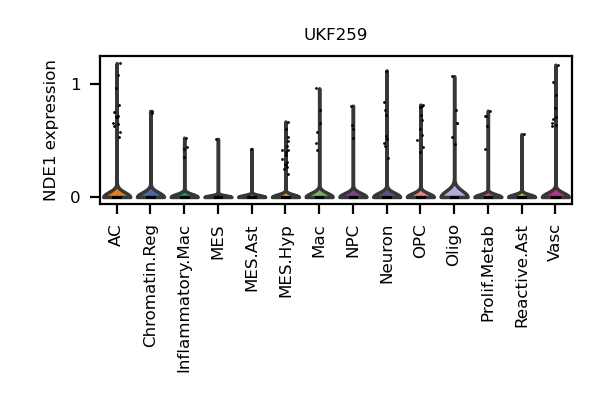 UKF259
NDE1 expression
1
0
AC
Chromatin.Reg
Inflammatory.Mac
MES
MES.Ast
MES.Hyp
Mac
NPC
Neuron
OPC
Oligo
Prolif.Metab
Reactive.Ast
Vasc